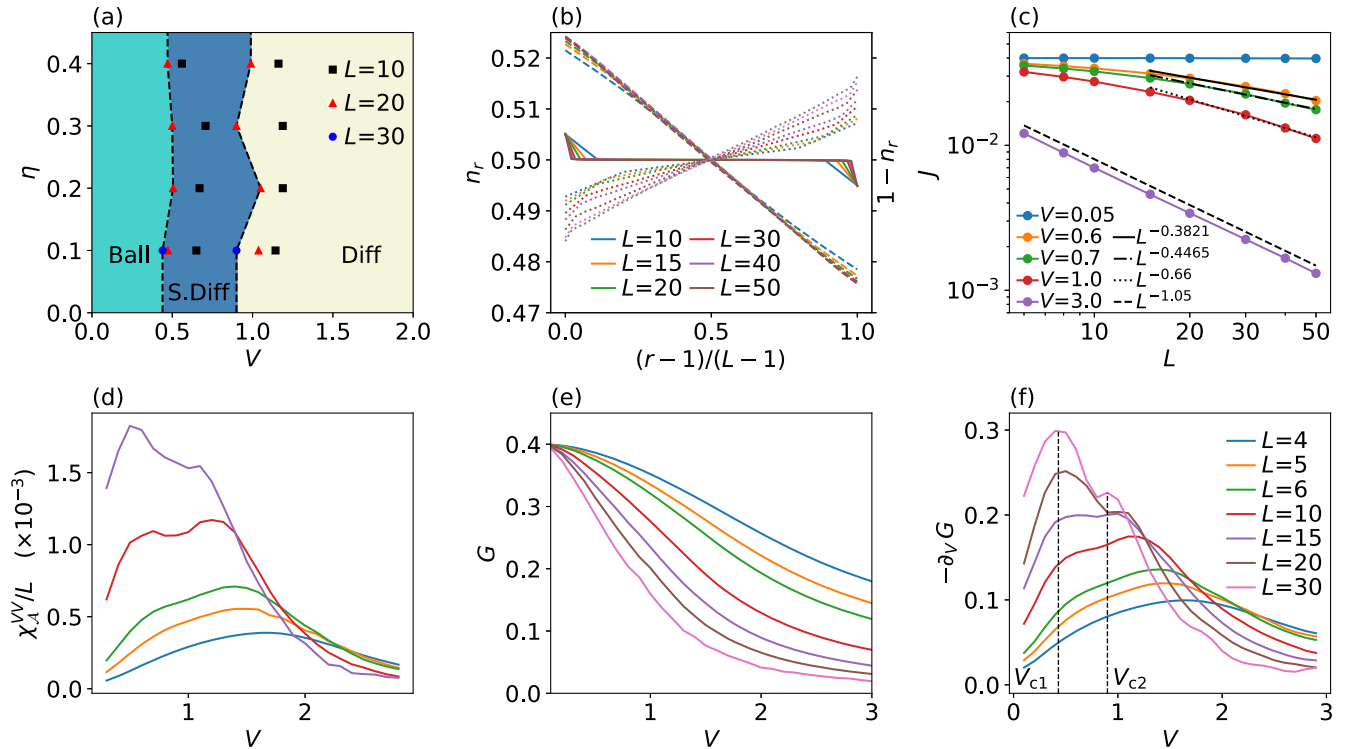 (a)
η
0.4
0.3
0.2
0.1
0.0
L=10
L=20
L=30
Ball
S.Diff
Diff
0.0 0.5 1.0 1.5 2.0
V
(b)
n_r
0.52
0.51
0.50
0.49
0.48
0.47
L=10 L=30
L=15 L=40
L=20 L=50
0.0 0.5 1.0
(r − 1)/(L − 1)
1 − n_r
(c)
J
10^{-2}
10^{-3}
V=0.05
V=0.6 L^{-0.3821}
V=0.7 L^{-0.4465}
V=1.0 L^{-0.66}
V=3.0 L^{-1.05}
10 20 30 50
L
(d)
χ_A^{VV}/L (×10^{-3})
1.5
1.0
0.5
0.0
1 2
V
(e)
G
0.4
0.3
0.2
0.1
0.0
1 2 3
V
(f)
−∂_V G
0.3
0.2
0.1
0.0
L=4
L=5
L=6
L=10
L=15
L=20
L=30
V_{c1} V_{c2}
0 1 2 3
V